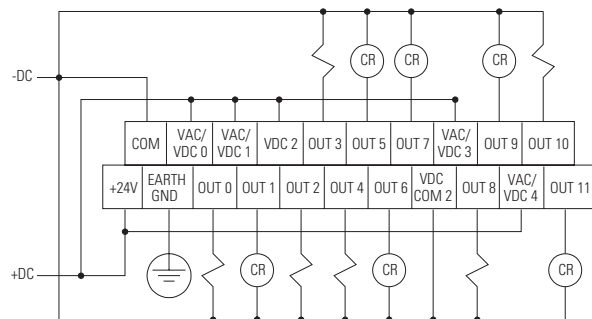 CR CR CR
-DC
COM
VAC/
VDC 0
VAC/
VDC 1
VDC 2
OUT 3
OUT 5
OUT 7
VAC/
VDC 3
OUT 9
OUT 10
+24V
EARTH
GND
OUT 0
OUT 1
OUT 2
OUT 4
OUT 6
VDC
COM 2
OUT 8
VAC/
VDC 4
OUT 11
+DC
CR CR CR